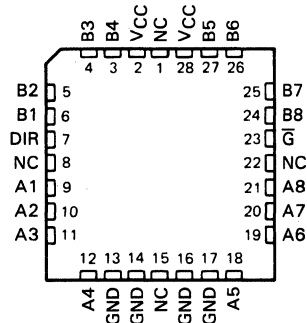 B3 B4 VCC NC VCC B5 B6
4 3 2 1 28 27 26
B2 5 25 B7
B1 6 24 B8
DIR 7 23 G̅
NC 8 22 NC
A1 9 21 A8
A2 10 20 A7
A3 11 19 A6
12 13 14 15 16 17 18
A4 GND GND NC GND GND A5